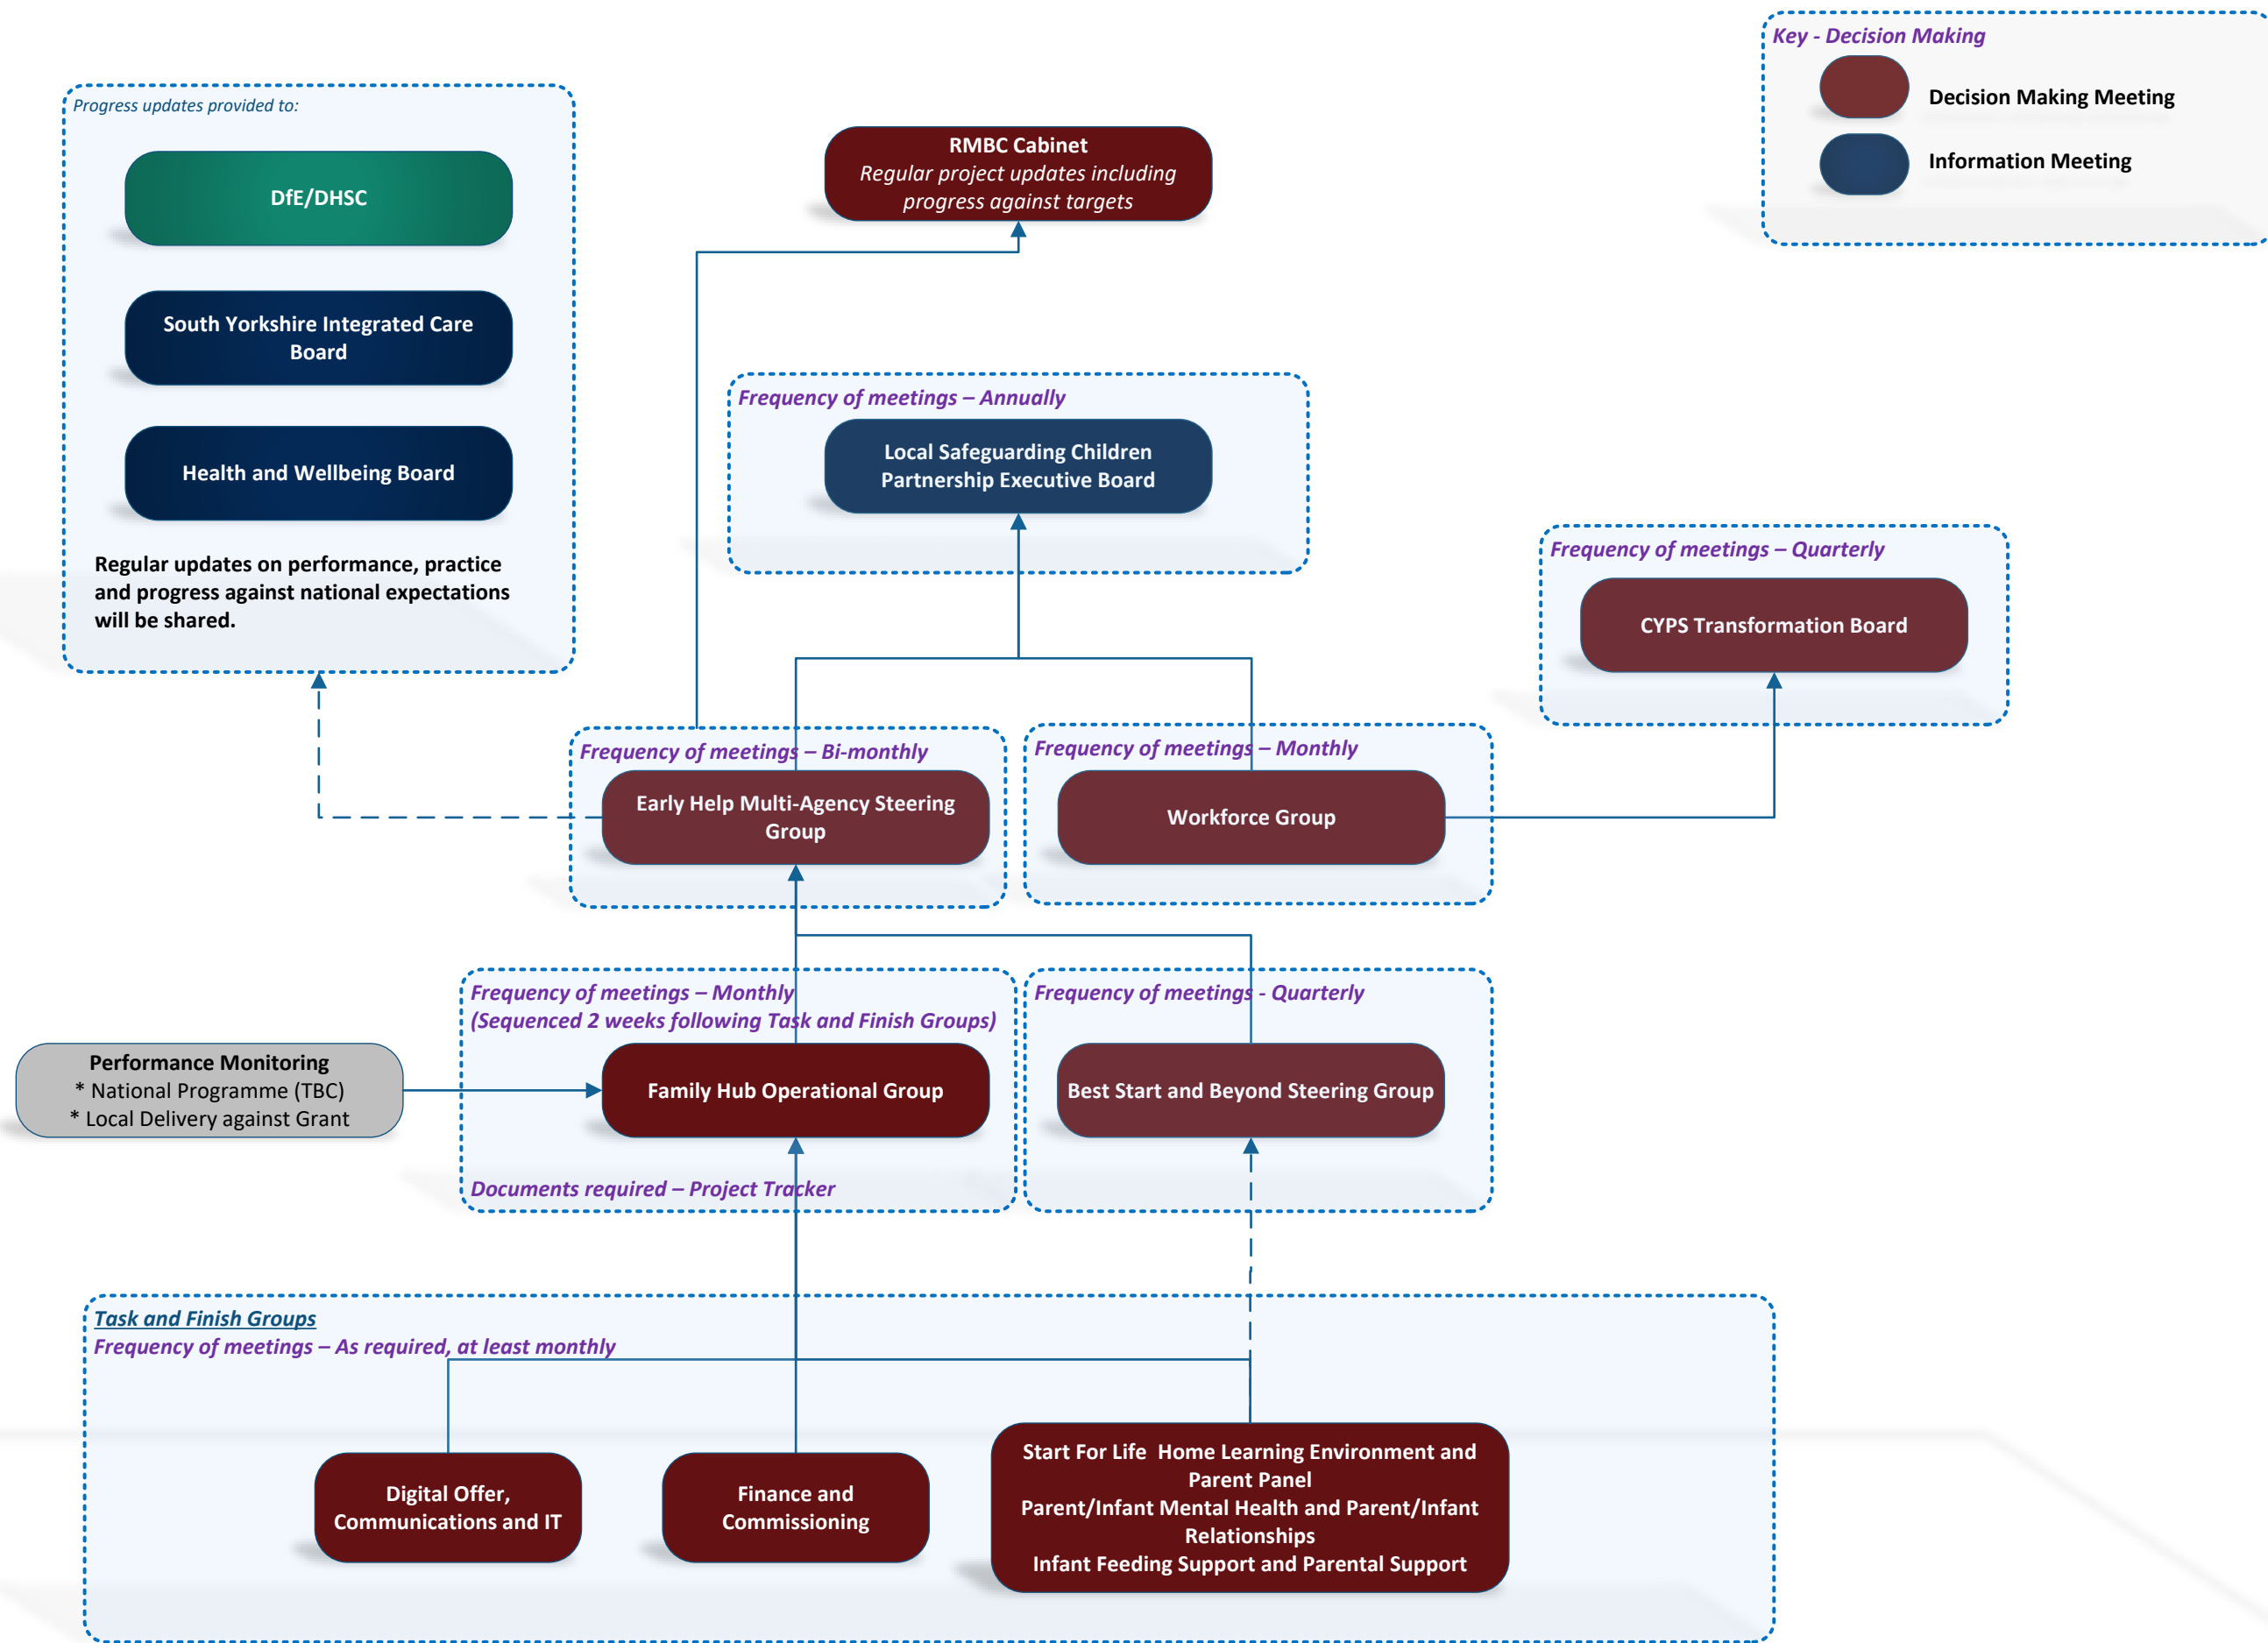 Key - Decision Making
Decision Making Meeting
Information Meeting
Progress updates provided to:
DfE/DHSC
South Yorkshire Integrated Care
Board
Health and Wellbeing Board
Regular updates on performance, practice
and progress against national expectations
will be shared.
RMBC Cabinet
Regular project updates including
progress against targets
Frequency of meetings – Annually
Local Safeguarding Children
Partnership Executive Board
Frequency of meetings – Quarterly
CYPS Transformation Board
Frequency of meetings – Bi-monthly
Early Help Multi-Agency Steering
Group
Frequency of meetings – Monthly
Workforce Group
Frequency of meetings – Monthly
(Sequenced 2 weeks following Task and Finish Groups)
Family Hub Operational Group
Documents required – Project Tracker
Frequency of meetings - Quarterly
Best Start and Beyond Steering Group
Performance Monitoring
* National Programme (TBC)
* Local Delivery against Grant
Task and Finish Groups
Frequency of meetings – As required, at least monthly
Digital Offer,
Communications and IT
Finance and
Commissioning
Start For Life  Home Learning Environment and
Parent Panel
Parent/Infant Mental Health and Parent/Infant
Relationships
Infant Feeding Support and Parental Support